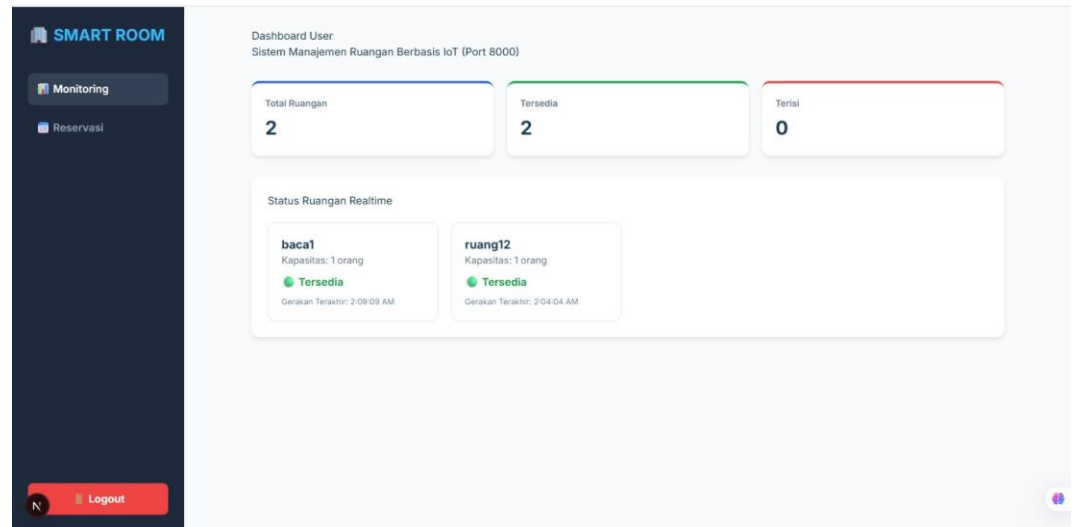 SMART ROOM
Monitoring
Reservasi
Logout
N
Dashboard User
Sistem Manajemen Ruangan Berbasis IoT (Port 8000)
Total Ruangan
2
Tersedia
2
Terisi
0
Status Ruangan Realtime
baca1
Kapasitas: 1 orang
Tersedia
Gerakan Terakhir: 2:09:09 AM
ruang12
Kapasitas: 1 orang
Tersedia
Gerakan Terakhir: 2:04:04 AM